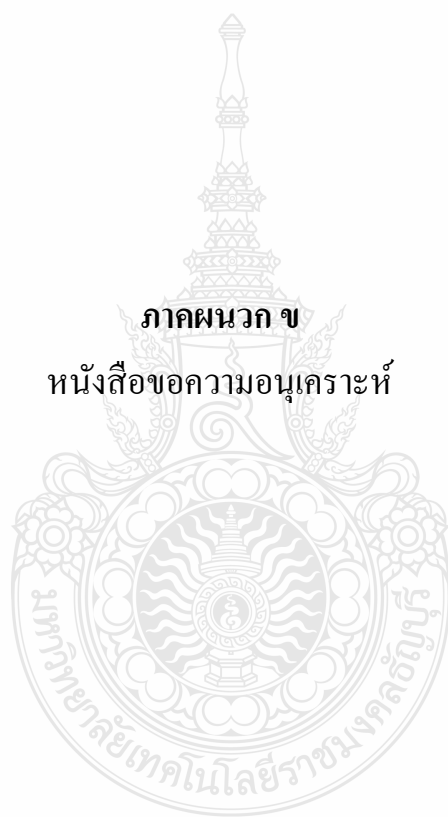 ภาคผนวก ข
หนังสือขอความอนุเคราะห์
มหาวิทยาลัยเทคโนโลยีราชมงคลธัญบุรี